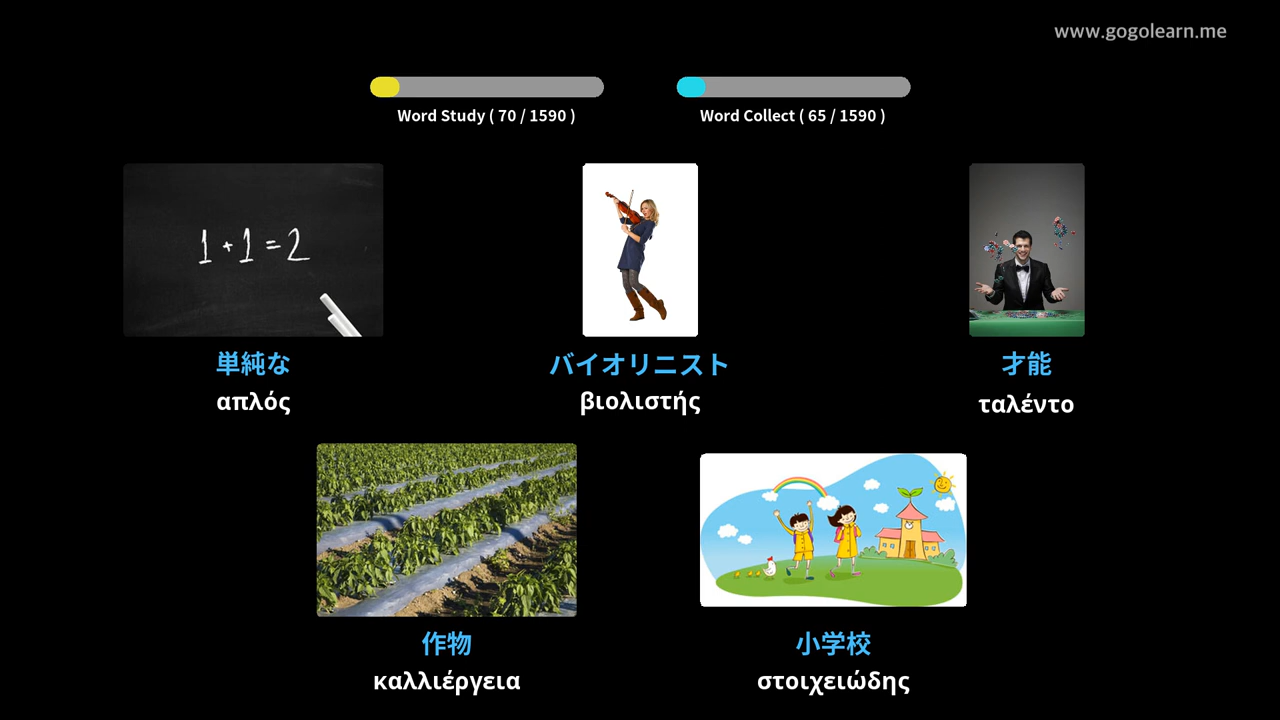 www.gogolearn.me
Word Study ( 70 / 1590 )
Word Collect ( 65 / 1590 )
1 + 1 = 2
単純な
απλός
バイオリニスト
βιολιστής
才能
ταλέντο
作物
καλλιέργεια
小学校
στοιχειώδης